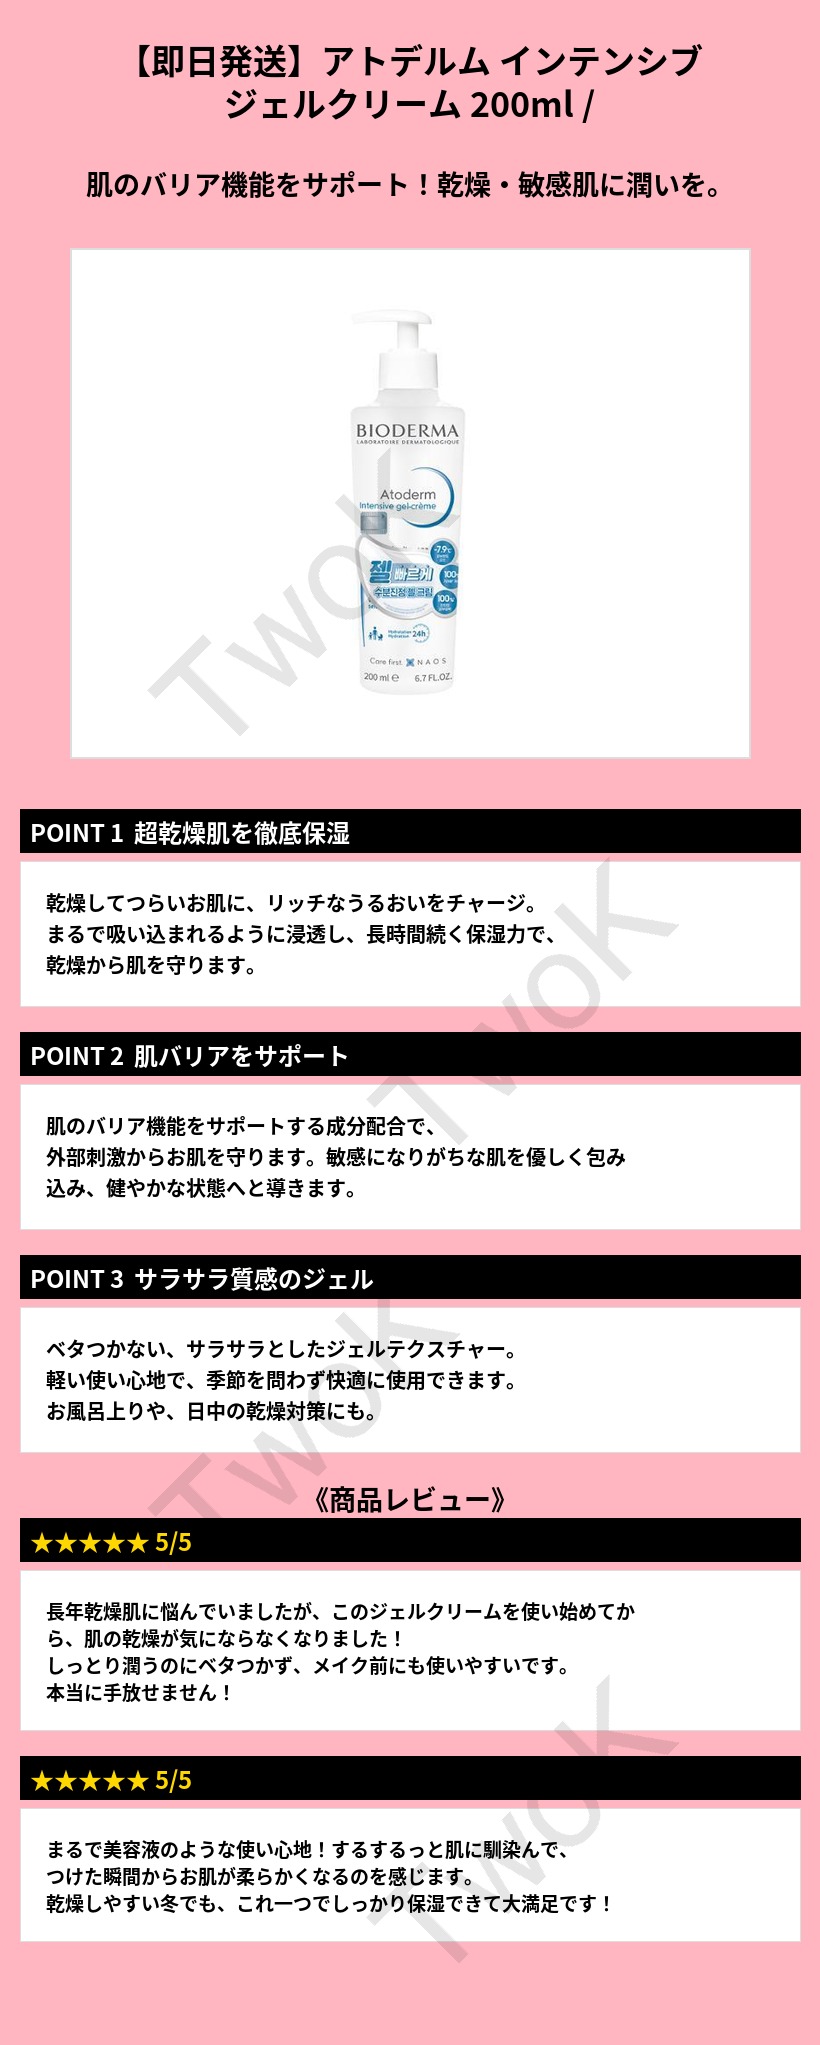 【即日発送】アトデルム インテンシブ
ジェルクリーム 200ml /
肌のバリア機能をサポート！乾燥・敏感肌に潤いを。
BIODERMA
LABORATOIRE DERMATOLOGIQUE
Atoderm
Intensive gel-crème
-7.9℃
젤 빠르게
100
수분진정 젤 크림
100%
Hydratation
Hydration
24h
Care first. NAOS
200 ml ℮ 6.7 FL.OZ.
TwoK
POINT 1 超乾燥肌を徹底保湿
乾燥してつらいお肌に、リッチなうるおいをチャージ。
まるで吸い込まれるように浸透し、長時間続く保湿力で、
乾燥から肌を守ります。
TwoK
POINT 2 肌バリアをサポート
肌のバリア機能をサポートする成分配合で、
外部刺激からお肌を守ります。敏感になりがちな肌を優しく包み
込み、健やかな状態へと導きます。
POINT 3 サラサラ質感のジェル
ベタつかない、サラサラとしたジェルテクスチャー。
軽い使い心地で、季節を問わず快適に使用できます。
お風呂上りや、日中の乾燥対策にも。
TwoK
《商品レビュー》
★★★★★ 5/5
長年乾燥肌に悩んでいましたが、このジェルクリームを使い始めてか
ら、肌の乾燥が気にならなくなりました！
しっとり潤うのにベタつかず、メイク前にも使いやすいです。
本当に手放せません！
★★★★★ 5/5
まるで美容液のような使い心地！するするっと肌に馴染んで、
つけた瞬間からお肌が柔らかくなるのを感じます。
乾燥しやすい冬でも、これ一つでしっかり保湿できて大満足です！
TwoK